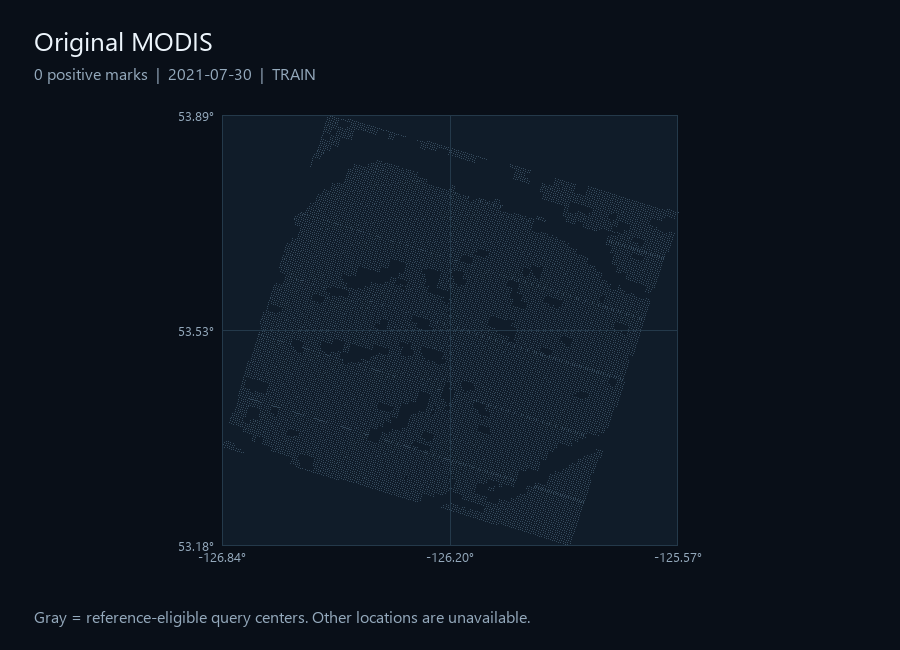 Original MODIS
0 positive marks | 2021-07-30 | TRAIN
53.89°
53.53°
53.18°
-126.84° -126.20° -125.57°
Gray = reference-eligible query centers. Other locations are unavailable.